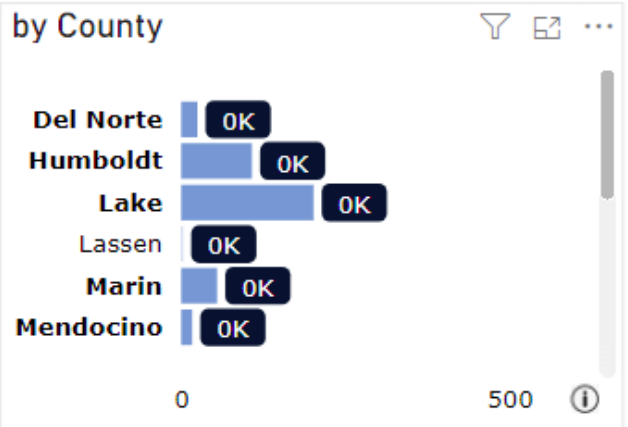 by County
Del Norte 0K
Humboldt 0K
Lake 0K
Lassen 0K
Marin 0K
Mendocino 0K
0 500